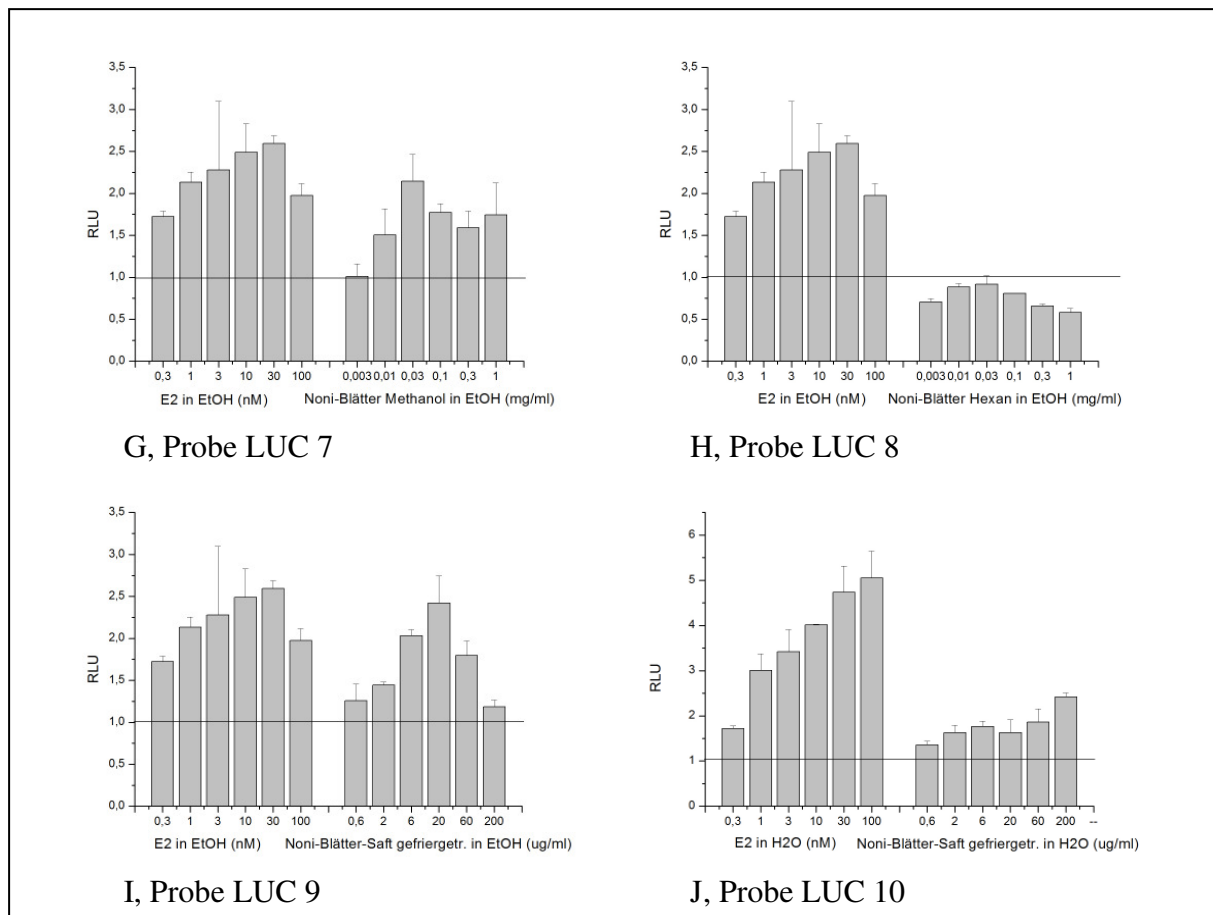 3,5
3,0
2,5
2,0
1,5
1,0
0,5
0,0
RLU
0,3 1 3 10 30 100 0,003 0,01 0,03 0,1 0,3 1
E2 in EtOH (nM) Noni-Blätter Methanol in EtOH (mg/ml)
G, Probe LUC 7
3,5
3,0
2,5
2,0
1,5
1,0
0,5
0,0
RLU
0,3 1 3 10 30 100 0,003 0,01 0,03 0,1 0,3 1
E2 in EtOH (nM) Noni-Blätter Hexan in EtOH (mg/ml)
H, Probe LUC 8
3,5
3,0
2,5
2,0
1,5
1,0
0,5
0,0
RLU
0,3 1 3 10 30 100 0,6 2 6 20 60 200
E2 in EtOH (nM) Noni-Blätter-Saft gefriergetr. in EtOH (ug/ml)
I, Probe LUC 9
6
5
4
3
2
1
0
RLU
0,3 1 3 10 30 100 0,6 2 6 20 60 200 --
E2 in H2O (nM) Noni-Blätter-Saft gefriergetr. in H2O (ug/ml)
J, Probe LUC 10